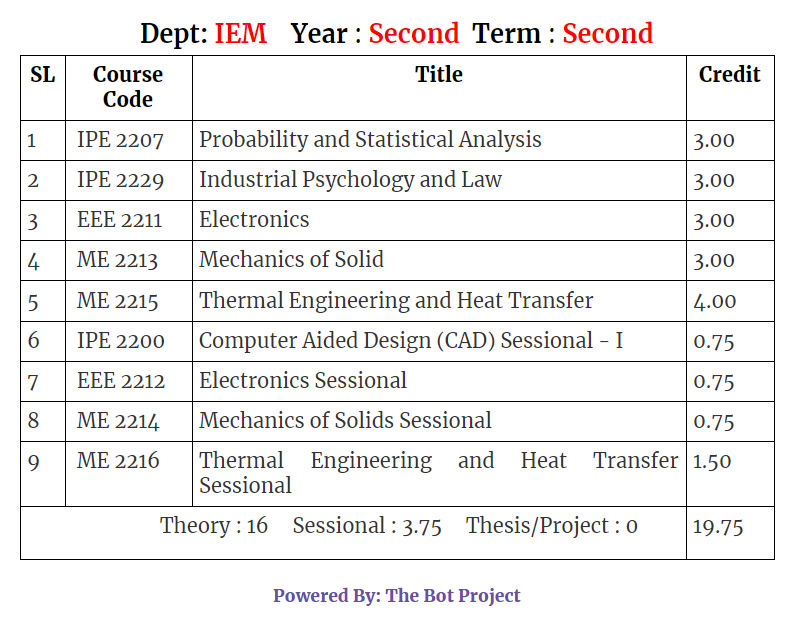 Dept: IEM Year : Second Term : Second
SL Course Code Title Credit
1 IPE 2207 Probability and Statistical Analysis 3.00
2 IPE 2229 Industrial Psychology and Law 3.00
3 EEE 2211 Electronics 3.00
4 ME 2213 Mechanics of Solid 3.00
5 ME 2215 Thermal Engineering and Heat Transfer 4.00
6 IPE 2200 Computer Aided Design (CAD) Sessional - I 0.75
7 EEE 2212 Electronics Sessional 0.75
8 ME 2214 Mechanics of Solids Sessional 0.75
9 ME 2216 Thermal Engineering and Heat Transfer 1.50
Sessional
Theory : 16 Sessional : 3.75 Thesis/Project : 0 19.75
Powered By: The Bot Project